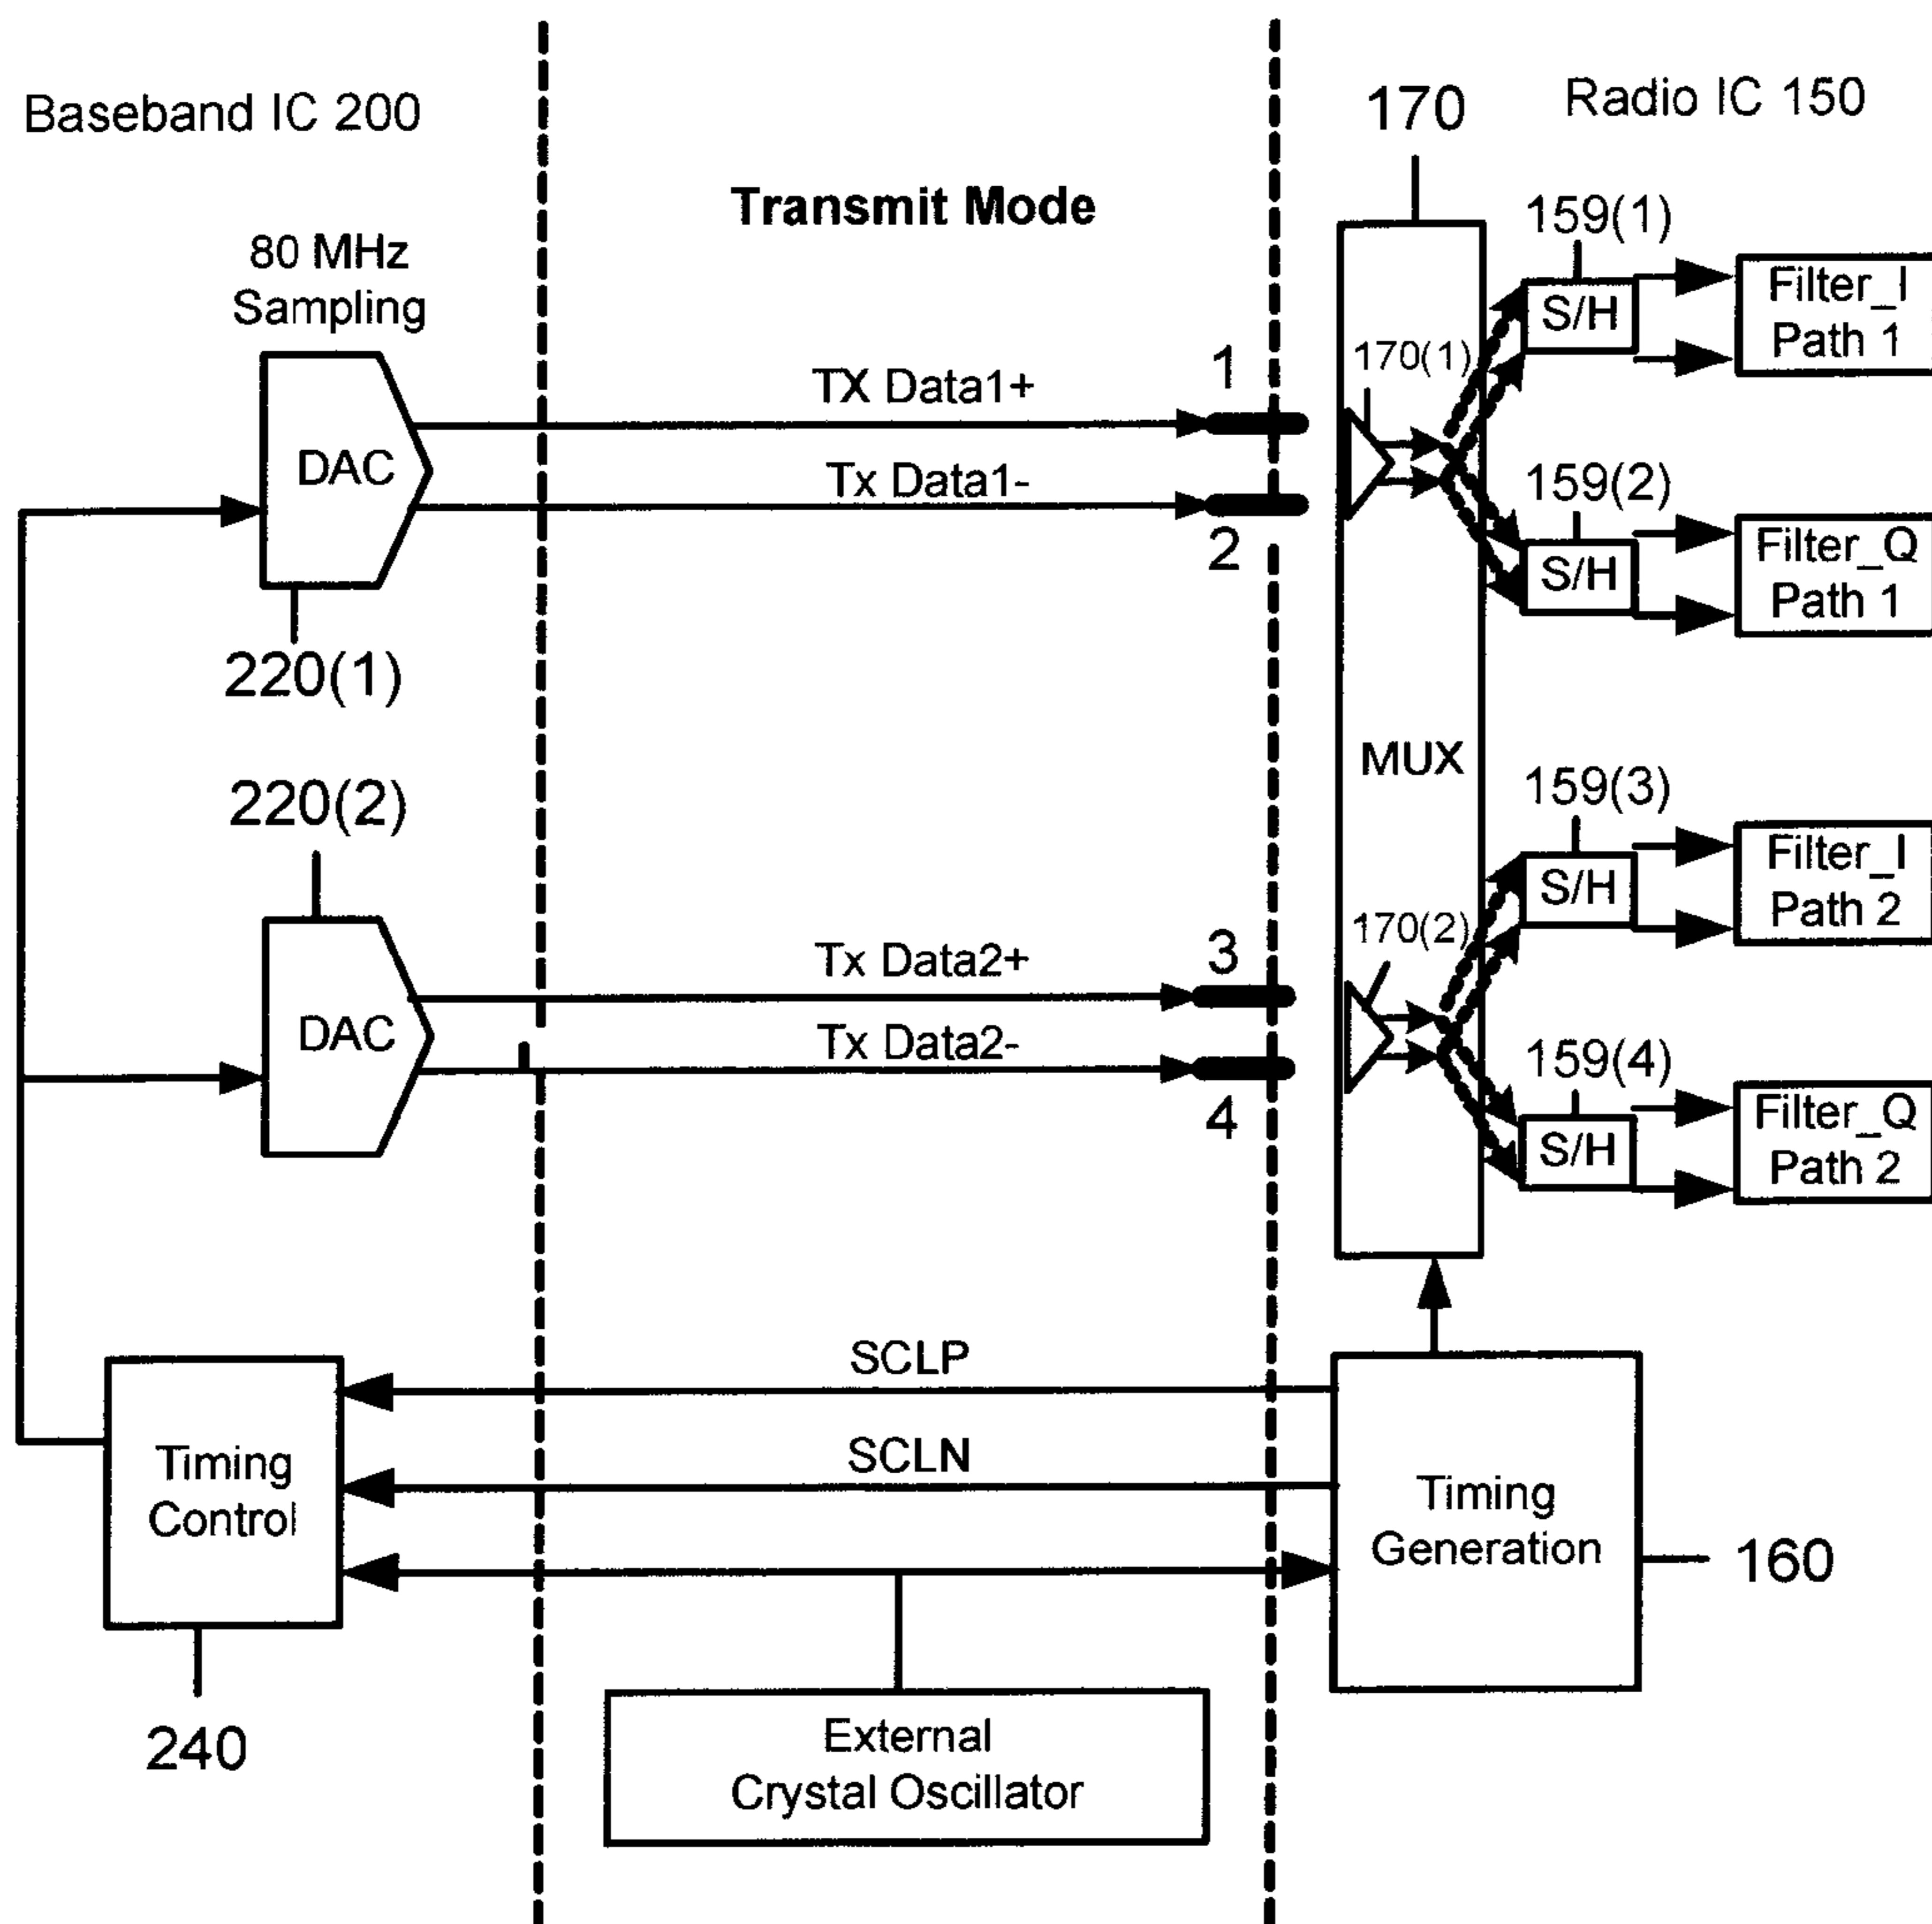 Baseband IC 200
170
Radio IC 150
Transmit Mode
80 MHz
Sampling
159(1)
Filter_I
Path 1
S/H
170(1)
TX Data1+
1
DAC
Tx Data1-
2
159(2)
Filter_Q
Path 1
S/H
220(1)
MUX
220(2)
159(3)
Filter_I
Path 2
S/H
170(2)
Tx Data2+
3
DAC
Tx Data2-
4
159(4)
Filter_Q
Path 2
S/H
SCLP
SCLN
Timing
Control
Timing
Generation
160
240
External
Crystal Oscillator